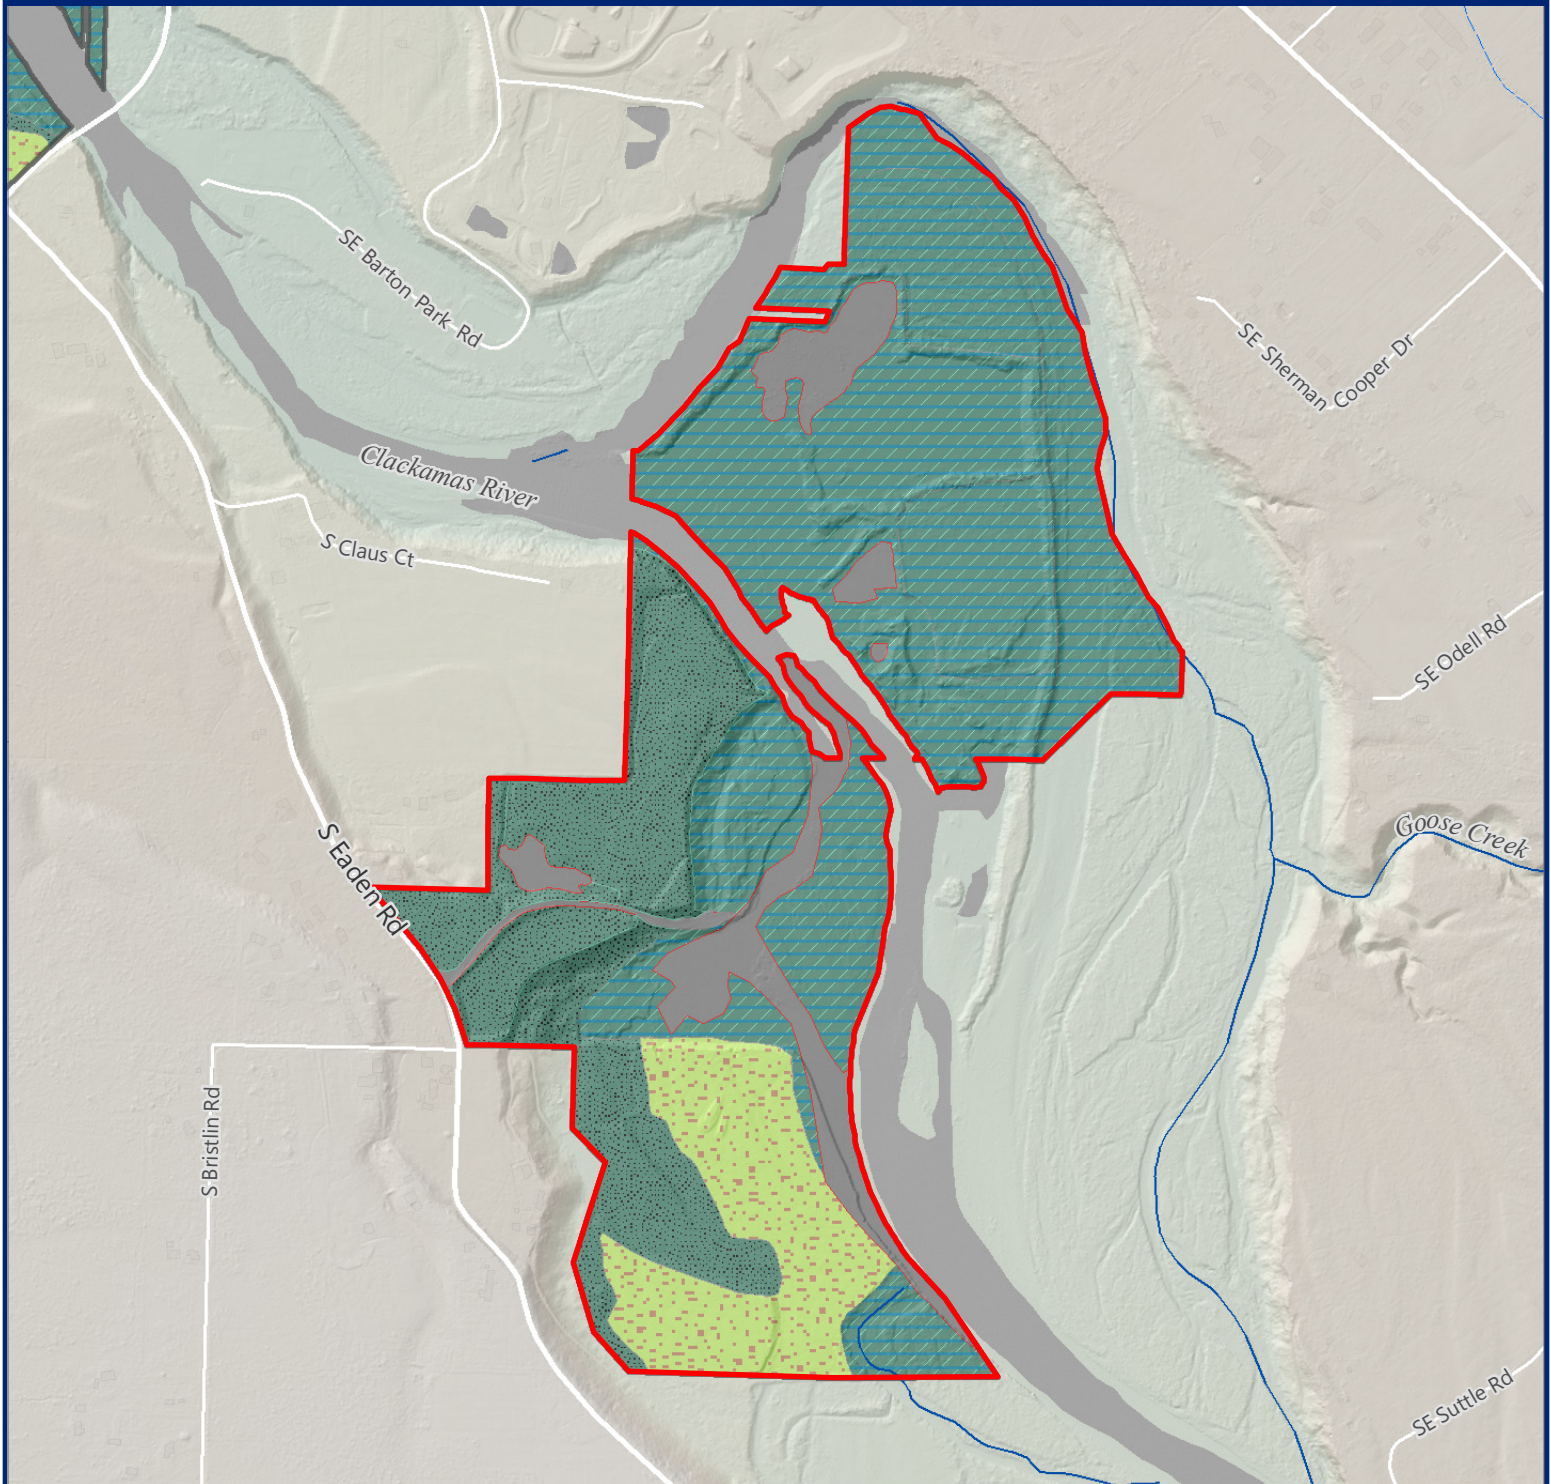 SE Barton Park Rd
SE Sherman Cooper Dr
Clackamas River
S Claus Ct
SE Odell Rd
S Eaden Rd
Goose Creek
S Bristlin Rd
SE Suttle Rd